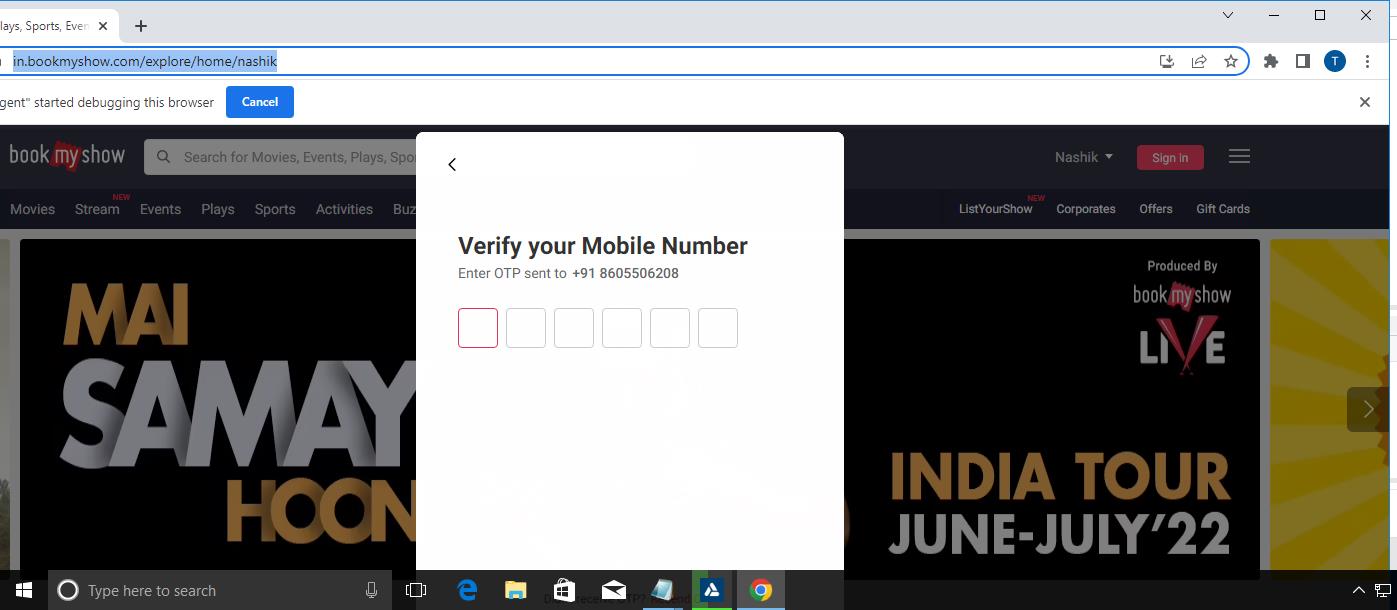 lays, Sports, Even
in.bookmyshow.com/explore/home/nashik
T
gent" started debugging this browser
Cancel
book my show
Search for Movies, Events, Plays, Spo
Nashik
Sign In
Movies
Stream
NEW
Events
Plays
Sports
Activities
Buz
ListYourShow
NEW
Corporates
Offers
Gift Cards
Verify your Mobile Number
Enter OTP sent to +91 8605506208
MAI
SAMAY
HOON
Produced By
book my show
LIVE
INDIA TOUR
JUNE-JULY'22
Type here to search